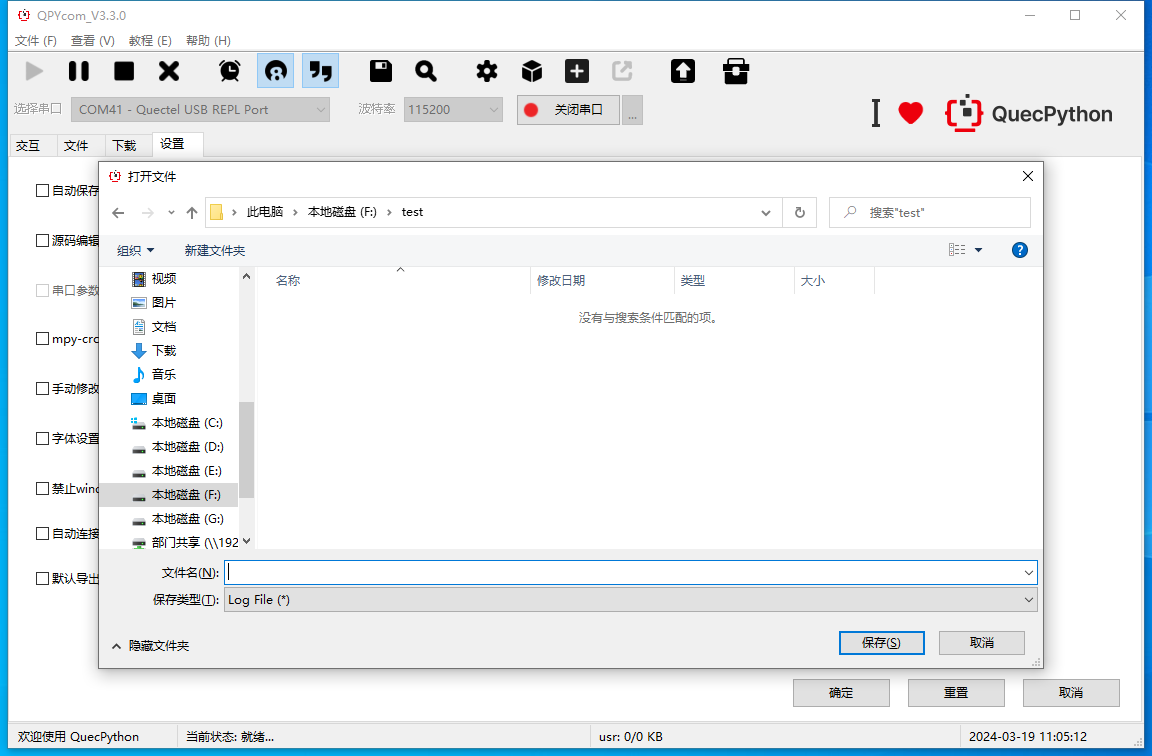 QPYcom_V3.3.0
文件 (F) 查看 (V) 教程 (E) 帮助 (H)
选择串口 COM41 - Quectel USB REPL Port 波特率 115200 关闭串口 ... I QuecPython
交互 文件 下载 设置
打开文件
此电脑 › 本地磁盘 (F:) › test 搜索"test"
组织 新建文件夹
名称 修改日期 类型 大小
没有与搜索条件匹配的项。
自动保存
源码编辑
串口参数
mpy-cro
手动修改
字体设置
禁止wind
自动连接
默认导出
视频
图片
文档
下载
音乐
桌面
本地磁盘 (C:)
本地磁盘 (D:)
本地磁盘 (E:)
本地磁盘 (F:)
本地磁盘 (G:)
部门共享 (\\192
文件名(N):
保存类型(T): Log File (*)
隐藏文件夹 保存(S) 取消
确定 重置 取消
欢迎使用 QuecPython 当前状态: 就绪... usr: 0/0 KB 2024-03-19 11:05:12